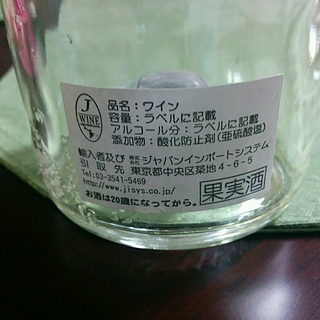 J
WINE
品名：ワイン
容量：ラベルに記載
アルコール分：ラベルに記載
添加物：酸化防止剤(亜硫酸塩)
輸入者及び 株式会社 ジャパンインポートシステム
引取先 東京都中央区築地4-6-5
TEL 03-3541-5469
http://www.jisys.co.jp/
果実酒
お酒は20歳になってから。